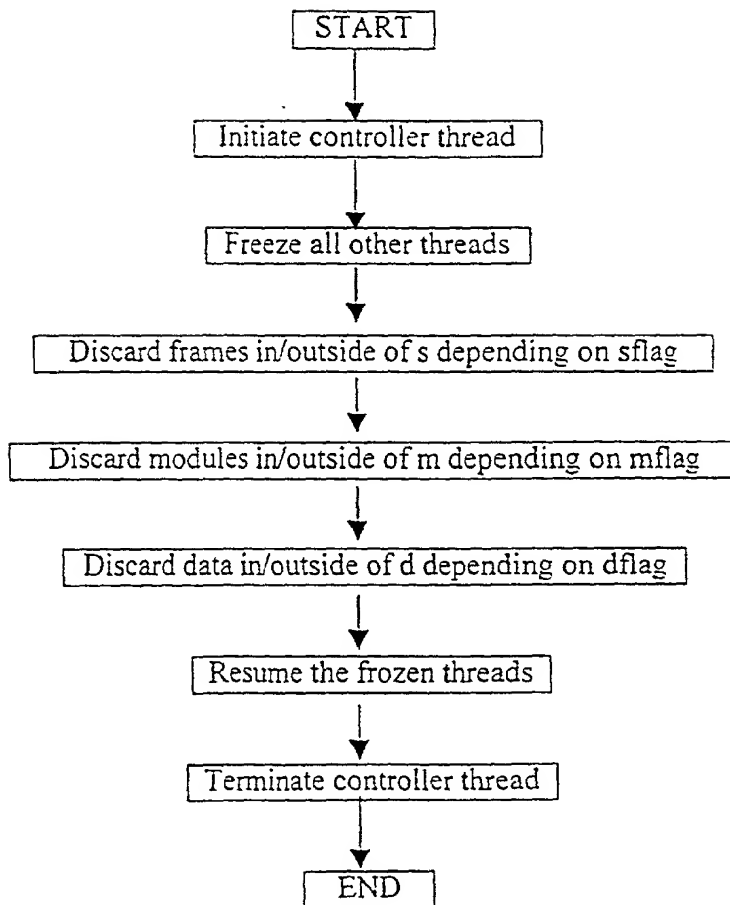 START
Initiate controller thread
Freeze all other threads
Discard frames in/outside of s depending on sflag
Discard modules in/outside of m depending on mflag
Discard data in/outside of d depending on dflag
Resume the frozen threads
Terminate controller thread
END